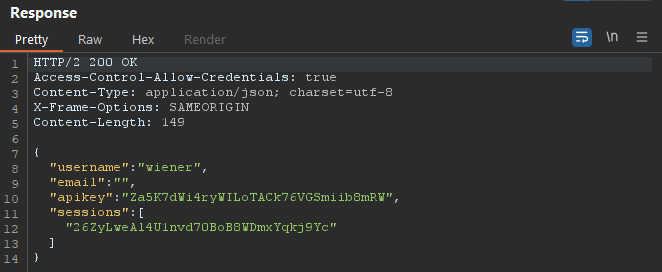 Response
Pretty Raw Hex Render \n
1 HTTP/2 200 OK
2 Access-Control-Allow-Credentials: true
3 Content-Type: application/json; charset=utf-8
4 X-Frame-Options: SAMEORIGIN
5 Content-Length: 149
6
7 {
8 "username":"wiener",
9 "email":"",
10 "apikey":"Za5K7dWi4ryWILoTACk76VGSmiib8mRW",
11 "sessions":[
12 "26ZyLweAl4U1nvd70BoB8WDmxYqkj9Yc"
13 ]
14 }